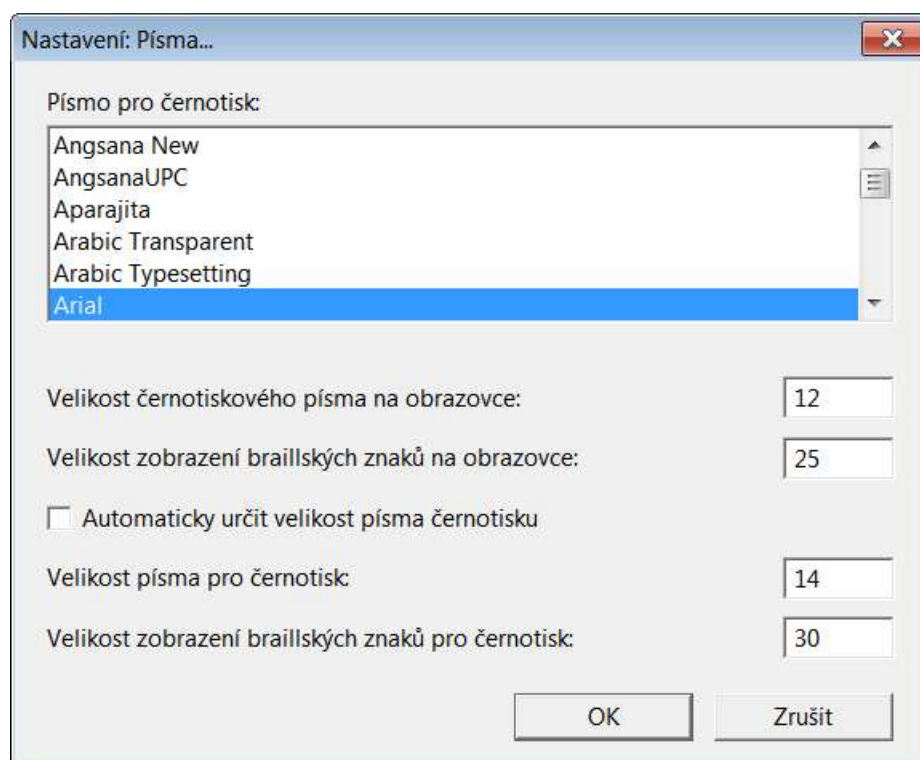 Nastavení: Písma...
Písmo pro černotisk:
Angsana New
AngsanaUPC
Aparajita
Arabic Transparent
Arabic Typesetting
Arial
Velikost černotiskového písma na obrazovce: 12
Velikost zobrazení braillských znaků na obrazovce: 25
Automaticky určit velikost písma černotisku
Velikost písma pro černotisk: 14
Velikost zobrazení braillských znaků pro černotisk: 30
OK Zrušit